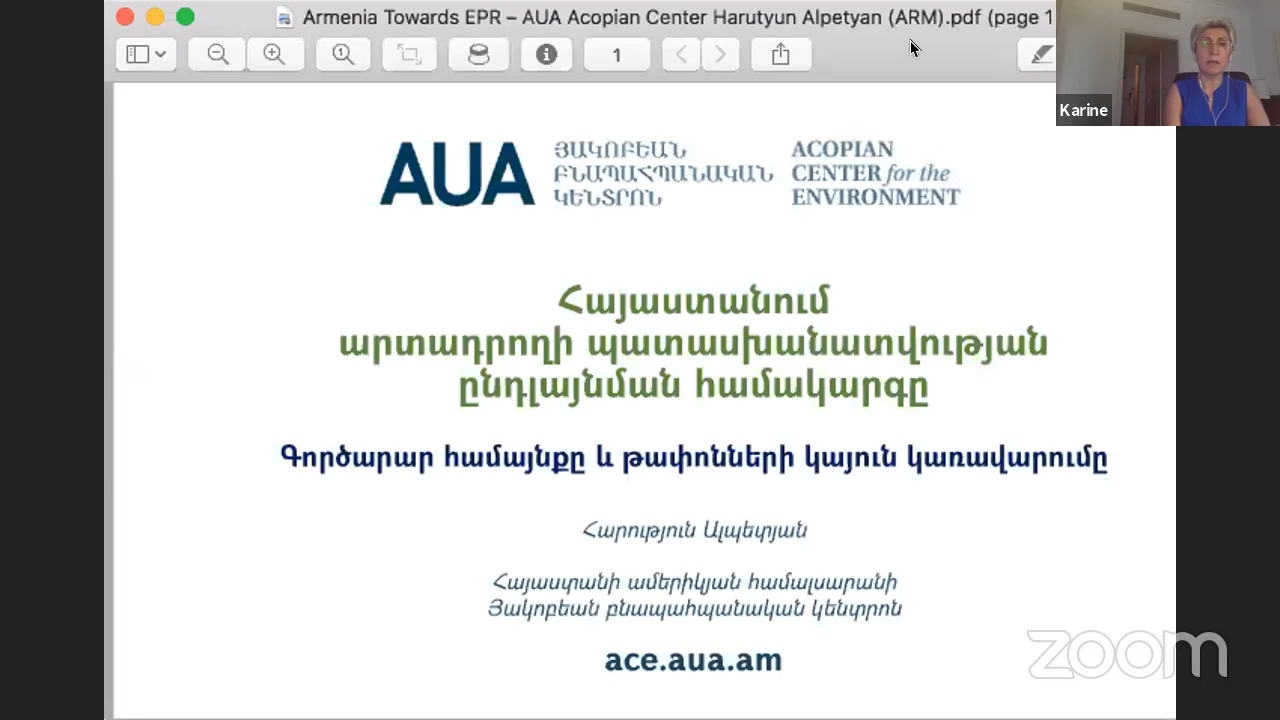 Armenia Towards EPR – AUA Acopian Center Harutyun Alpetyan (ARM).pdf (page 1
1
Karine
AUA
ՅԱԿՈԲԵԱՆ
ԲՆԱՊԱՀՊԱՆԱԿԱՆ
ԿԵՆՏՐՈՆ
ACOPIAN
CENTER for the
ENVIRONMENT
Հայաստանում
արտադրողի պատասխանատվության
ընդլայնման համակարգը
Գործարար համայնքը և թափոնների կայուն կառավարումը
Հարություն Ալպետյան
Հայաստանի ամերիկյան համալսարանի
Յակոբեան բնապահպանական կենտրոն
ace.aua.am
zoom